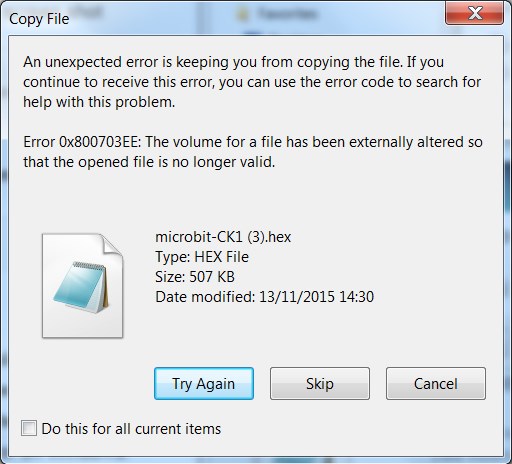 Copy File
An unexpected error is keeping you from copying the file. If you
continue to receive this error, you can use the error code to search for
help with this problem.
Error 0x800703EE: The volume for a file has been externally altered so
that the opened file is no longer valid.
microbit-CK1 (3).hex
Type: HEX File
Size: 507 KB
Date modified: 13/11/2015 14:30
Try Again
Skip
Cancel
Do this for all current items